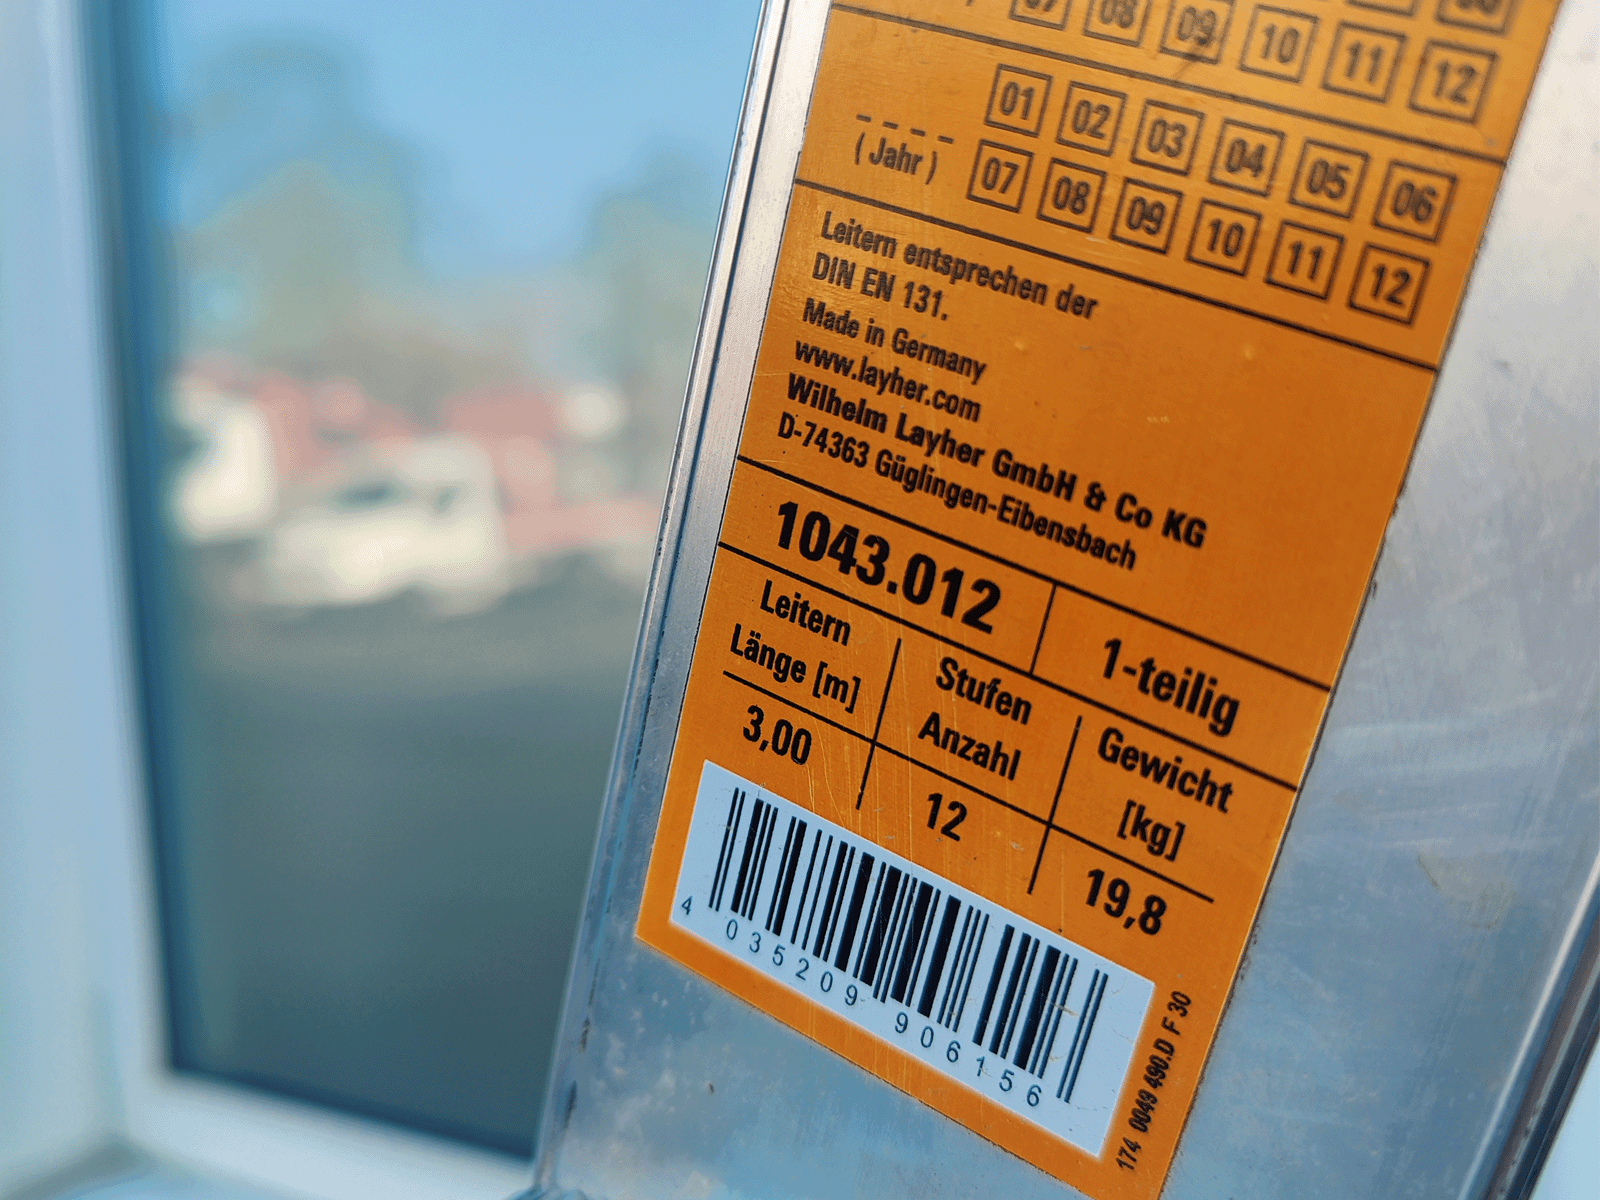 07 08 09 10 11 12
01 02 03 04 05 06
(Jahr) 07 08 09 10 11 12
Leitern entsprechen der
DIN EN 131.
Made in Germany
www.layher.com
Wilhelm Layher GmbH & Co KG
D-74363 Güglingen-Eibensbach
1043.012 1-teilig
Leitern Länge [m] Stufen Anzahl Gewicht [kg]
3,00 12 19,8
4 035209 906156
174 0049 490.D F 30